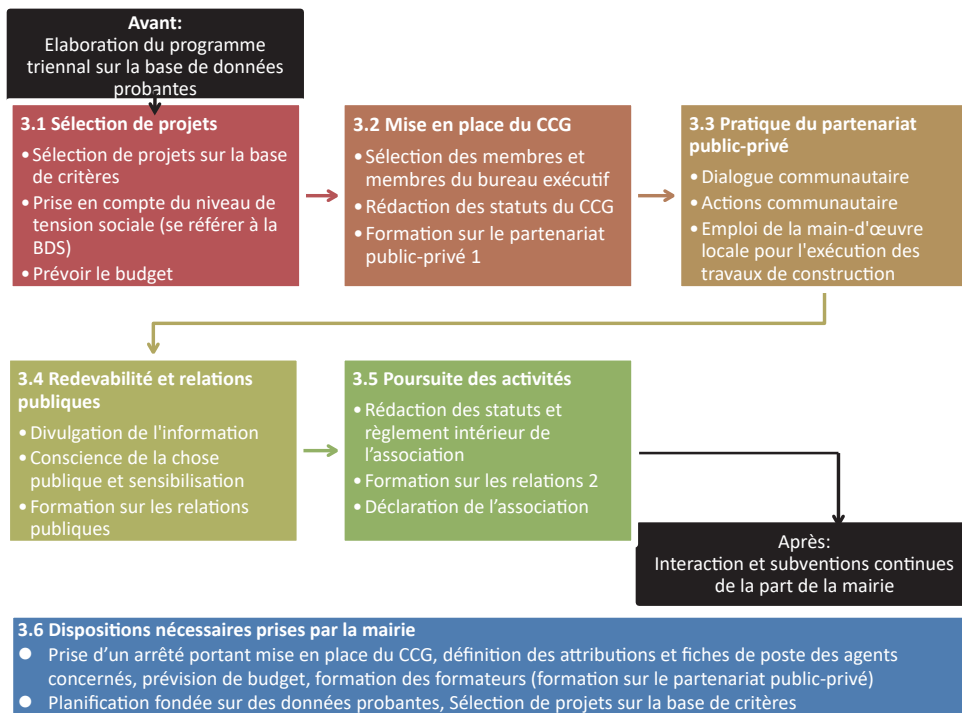 Avant:
Elaboration du programme
triennal sur la base de données
probantes
3.1 Sélection de projets
• Sélection de projets sur la base
de critères
• Prise en compte du niveau de
tension sociale (se référer à la
BDS)
• Prévoir le budget
3.2 Mise en place du CCG
• Sélection des membres et
membres du bureau exécutif
• Rédaction des statuts du CCG
• Formation sur le partenariat
public-privé 1
3.3 Pratique du partenariat
public-privé
• Dialogue communautaire
• Actions communautaire
• Emploi de la main-d'œuvre
locale pour l'exécution des
travaux de construction
3.4 Redevabilité et relations
publiques
• Divulgation de l'information
• Conscience de la chose
publique et sensibilisation
• Formation sur les relations
publiques
3.5 Poursuite des activités
• Rédaction des statuts et
règlement intérieur de
l’association
• Formation sur les relations 2
• Déclaration de l’association
Après:
Interaction et subventions continues
de la part de la mairie
3.6 Dispositions nécessaires prises par la mairie
● Prise d’un arrêté portant mise en place du CCG, définition des attributions et fiches de poste des agents
concernés, prévision de budget, formation des formateurs (formation sur le partenariat public-privé)
● Planification fondée sur des données probantes, Sélection de projets sur la base de critères